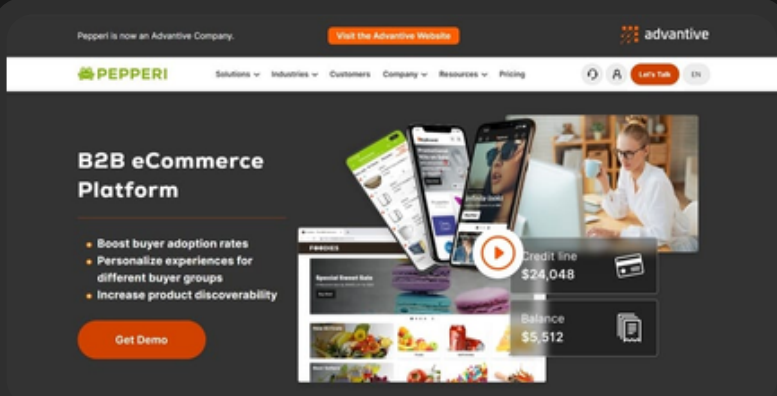 Pepperi is now an Advantive Company.
Visit the Advantive Website
advantive
PEPPERI
Solutions
Industries
Customers
Company
Resources
Pricing
Let's Talk
EN
B2B eCommerce
Platform
Boost buyer adoption rates
Personalize experiences for
different buyer groups
Increase product discoverability
Get Demo
FOODIES
Special Sweet Sale
Credit line
$24,048
Balance
$5,512